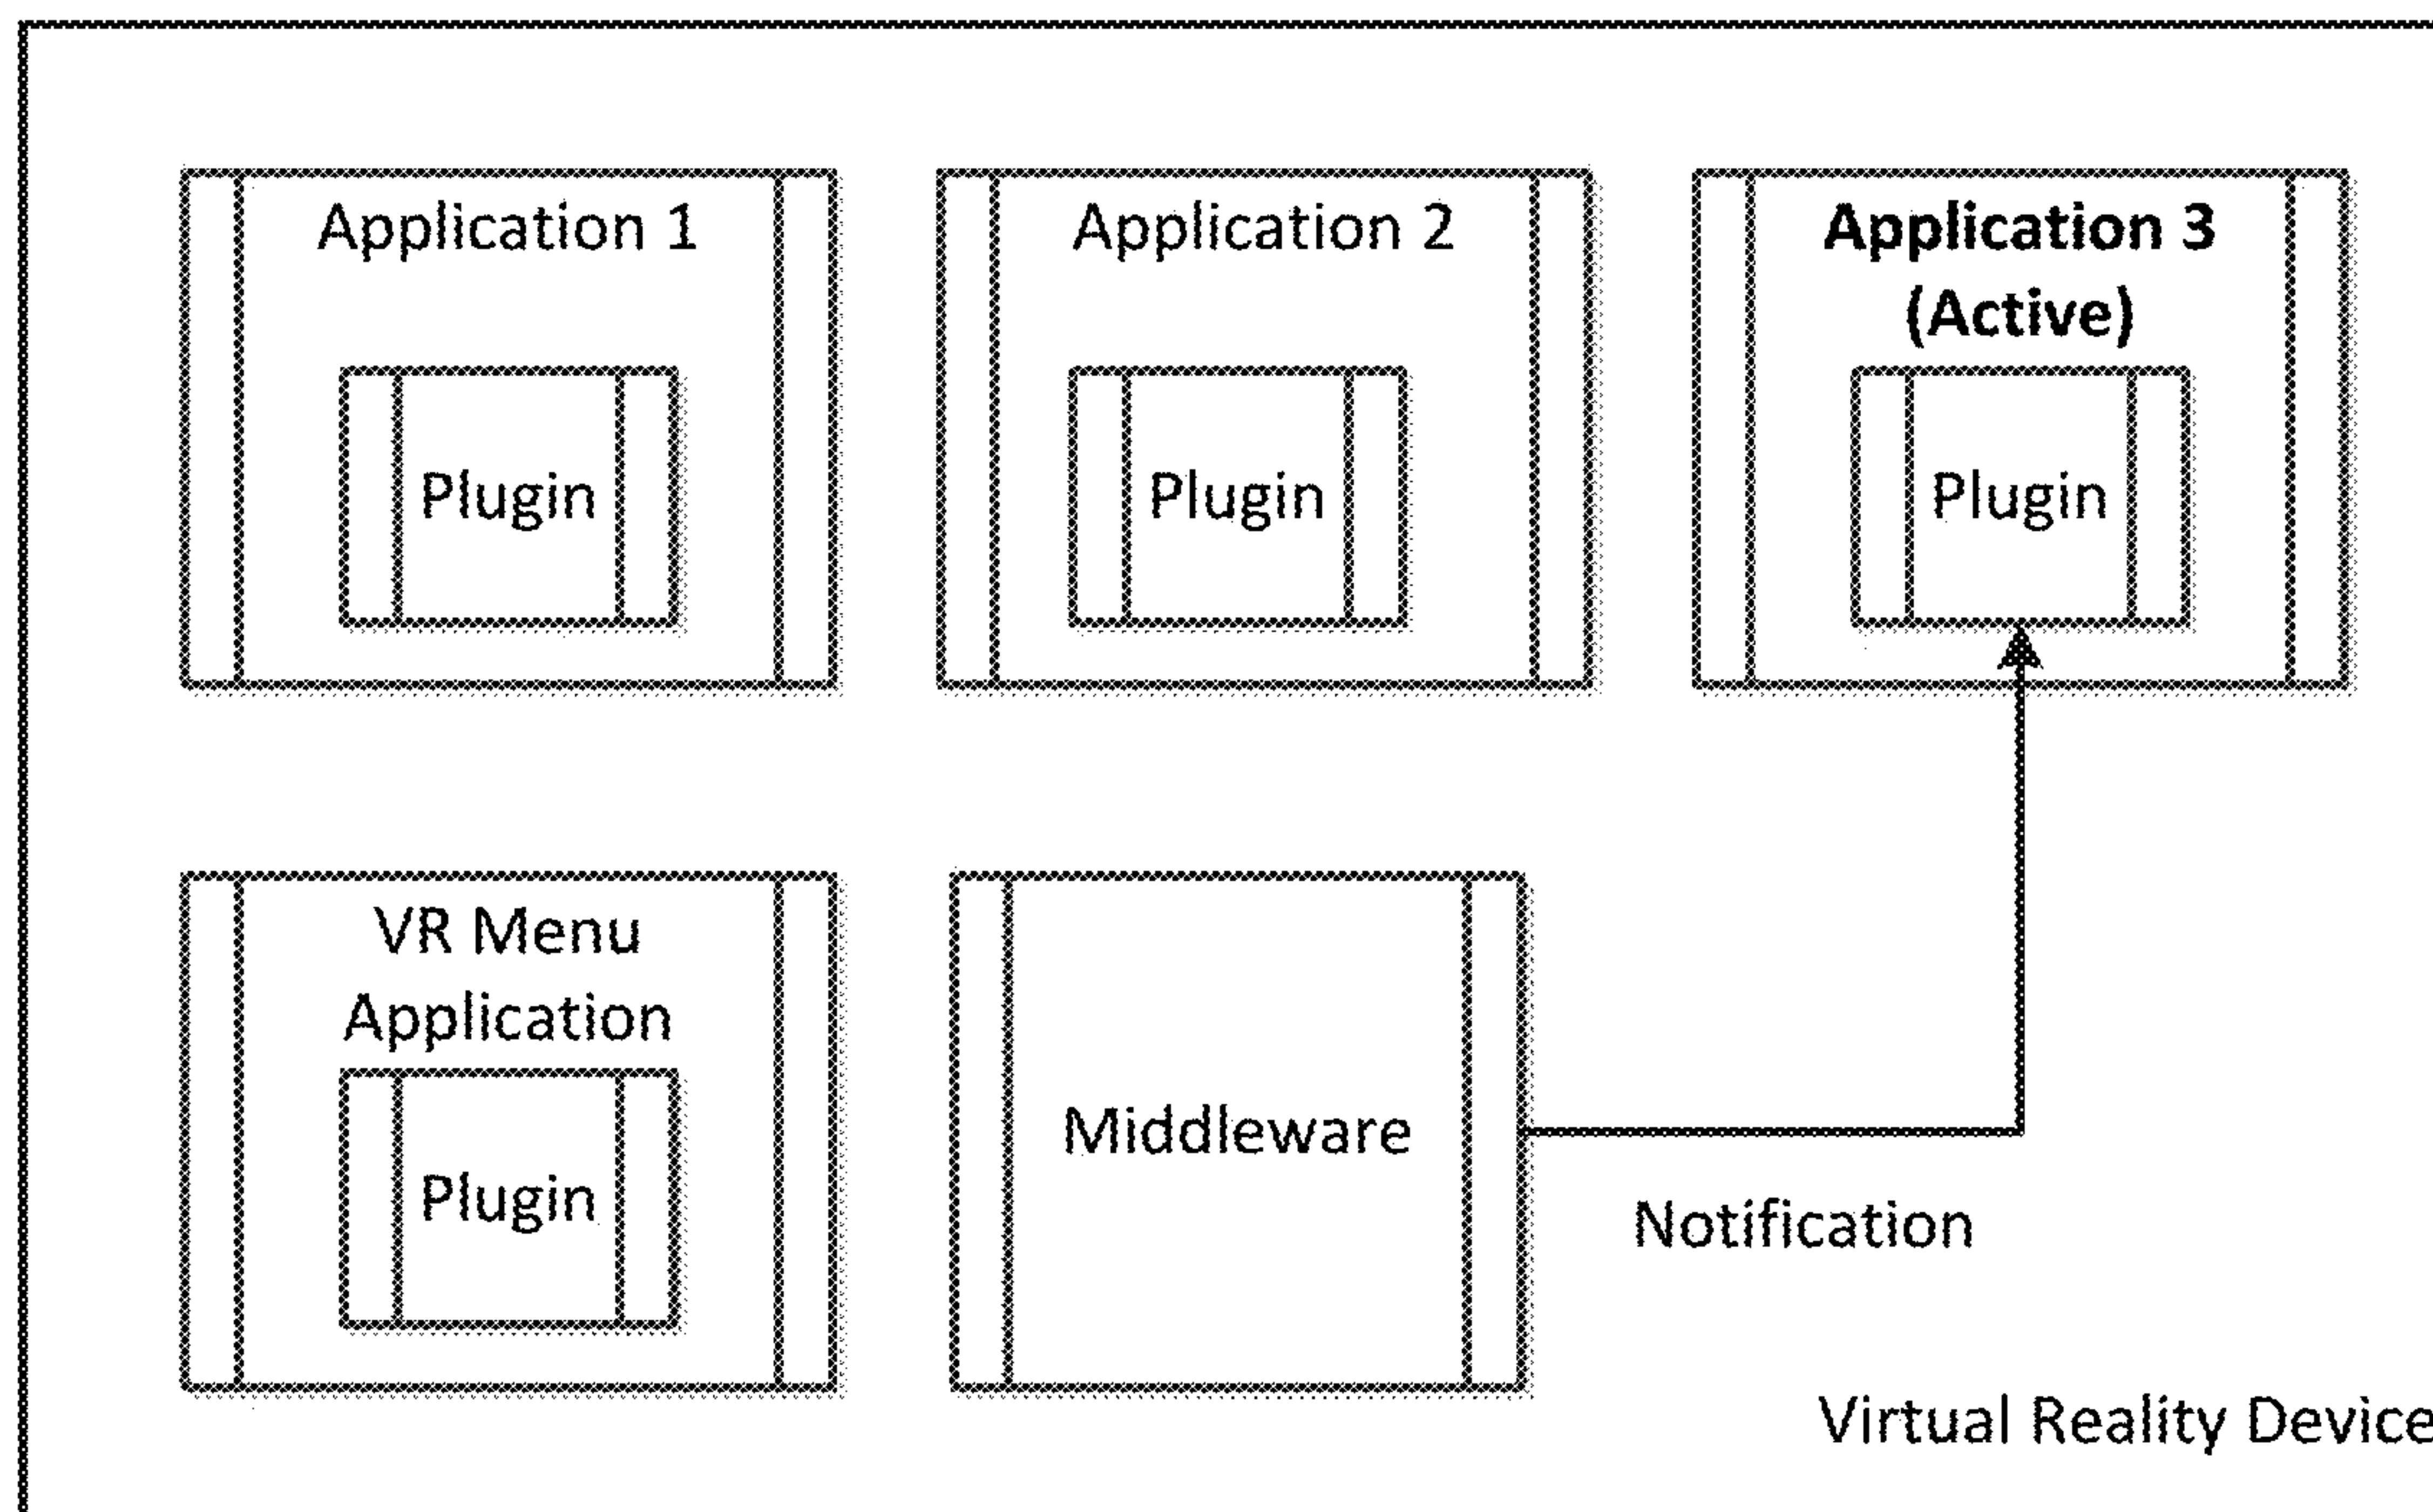 Application 1
Application 2
Application 3
(Active)
Plugin
Plugin
Plugin
VR Menu
Application
Plugin
Middleware
Notification
Virtual Reality Device